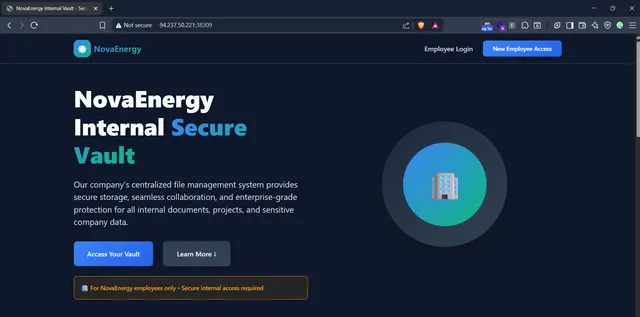 NovaEnergy Internal Vault - Secu
Not secure 94.237.50.221:38309
NovaEnergy
Employee Login
New Employee Access
NovaEnergy
Internal Secure
Vault
Our company's centralized file management system provides
secure storage, seamless collaboration, and enterprise-grade
protection for all internal documents, projects, and sensitive
company data.
Access Your Vault
Learn More ↓
For NovaEnergy employees only • Secure internal access required